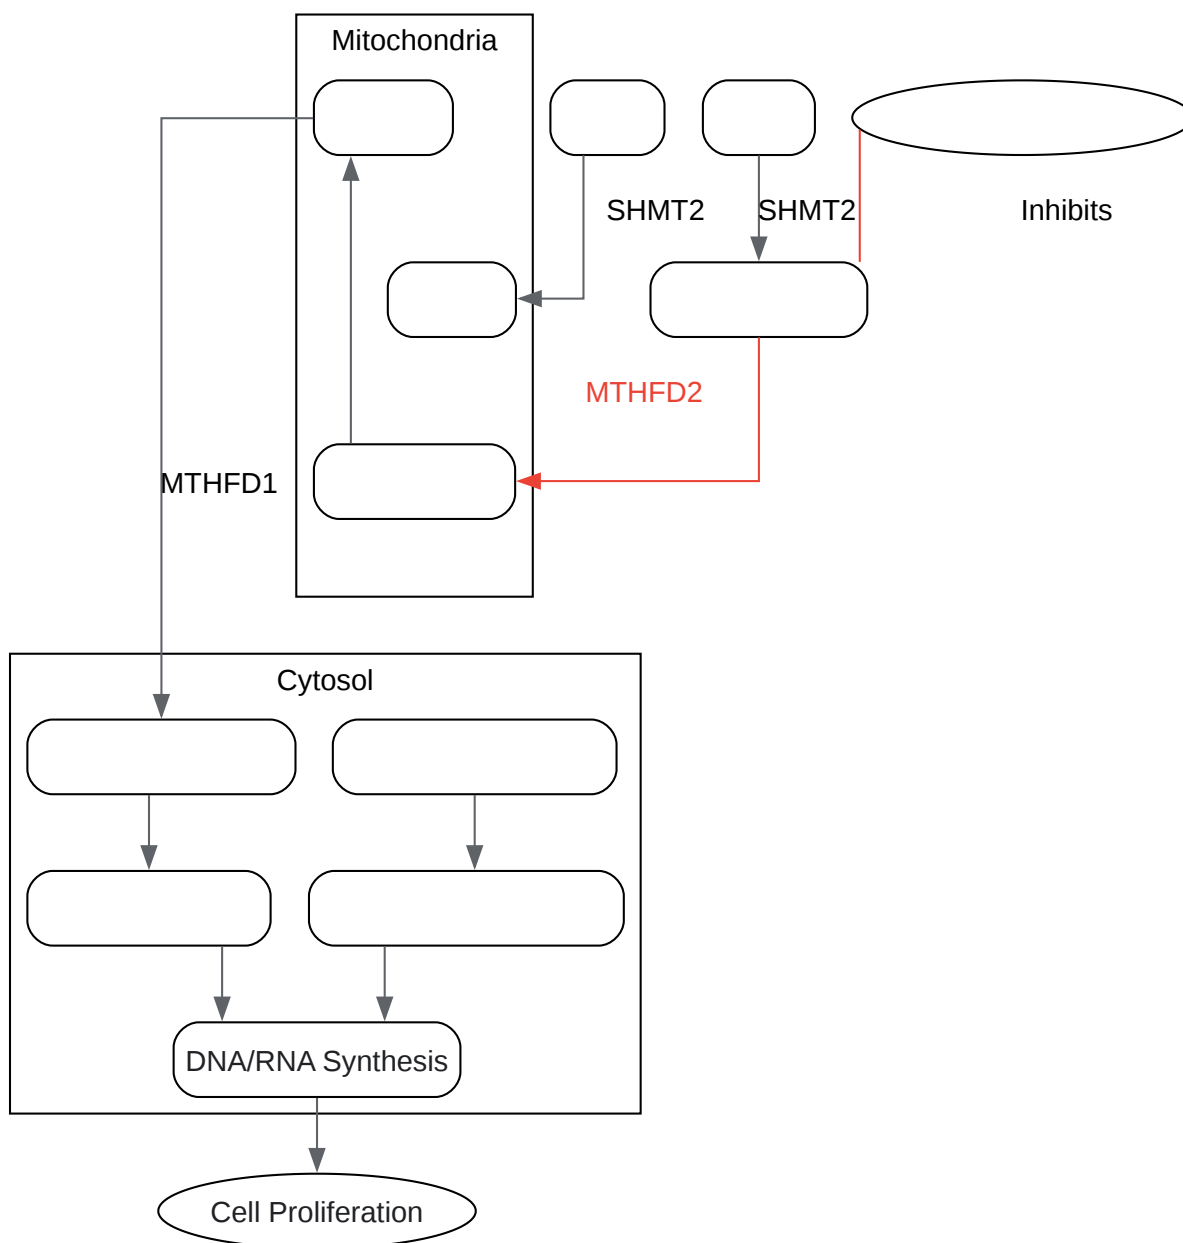 Mitochondria
SHMT2
SHMT2
Inhibits
MTHFD2
MTHFD1
Cytosol
DNA/RNA Synthesis
Cell Proliferation